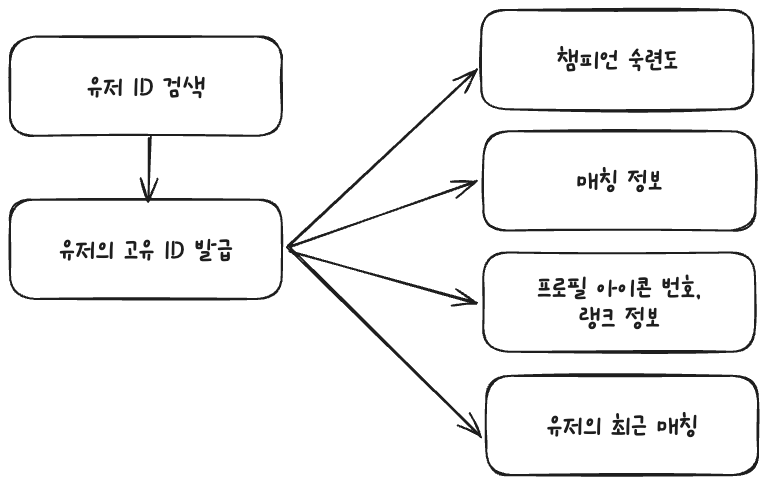 유저 ID 검색
유저의 고유 ID 발급
챔피언 숙련도
매칭 정보
프로필 아이콘 번호,
랭크 정보
유저의 최근 매칭